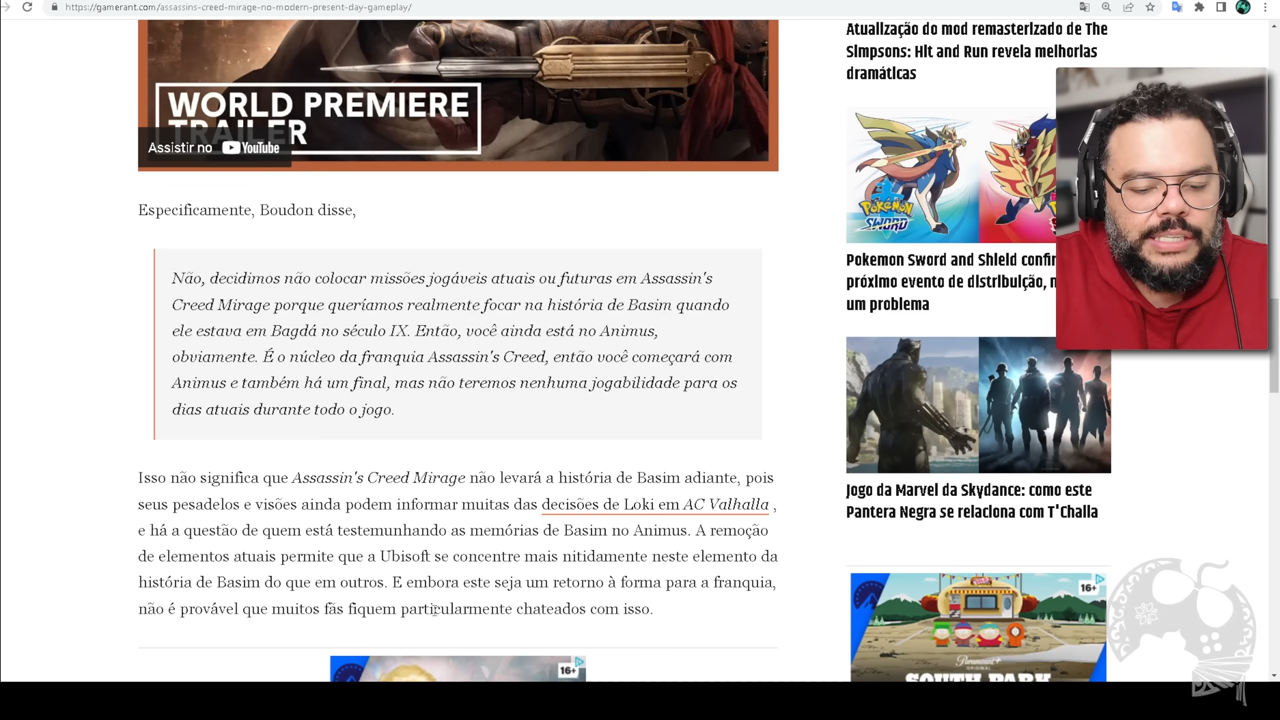 https://gamerant.com/assassins-creed-mirage-no-modern-present-day-gameplay/
WORLD PREMIERE
TRAILER
Assistir no YouTube
Especificamente, Boudon disse,
Não, decidimos não colocar missões jogáveis atuais ou futuras em Assassin's
Creed Mirage porque queríamos realmente focar na história de Basim quando
ele estava em Bagdá no século IX. Então, você ainda está no Animus,
obviamente. É o núcleo da franquia Assassin's Creed, então você começará com
Animus e também há um final, mas não teremos nenhuma jogabilidade para os
dias atuais durante todo o jogo.
Isso não significa que Assassin's Creed Mirage não levará a história de Basim adiante, pois
seus pesadelos e visões ainda podem informar muitas das decisões de Loki em AC Valhalla ,
e há a questão de quem está testemunhando as memórias de Basim no Animus. A remoção
de elementos atuais permite que a Ubisoft se concentre mais nitidamente neste elemento da
história de Basim do que em outros. E embora este seja um retorno à forma para a franquia,
não é provável que muitos fãs fiquem particularmente chateados com isso.
16+
Atualização do mod remasterizado de The
Simpsons: Hit and Run revela melhorias
dramáticas
POKéMON
SWORD
Pokemon Sword and Shield confir
próximo evento de distribuição, m
um problema
Jogo da Marvel da Skydance: como este
Pantera Negra se relaciona com T'Challa
16+
Paramount+
ORIGINAL
SOUTH PARK